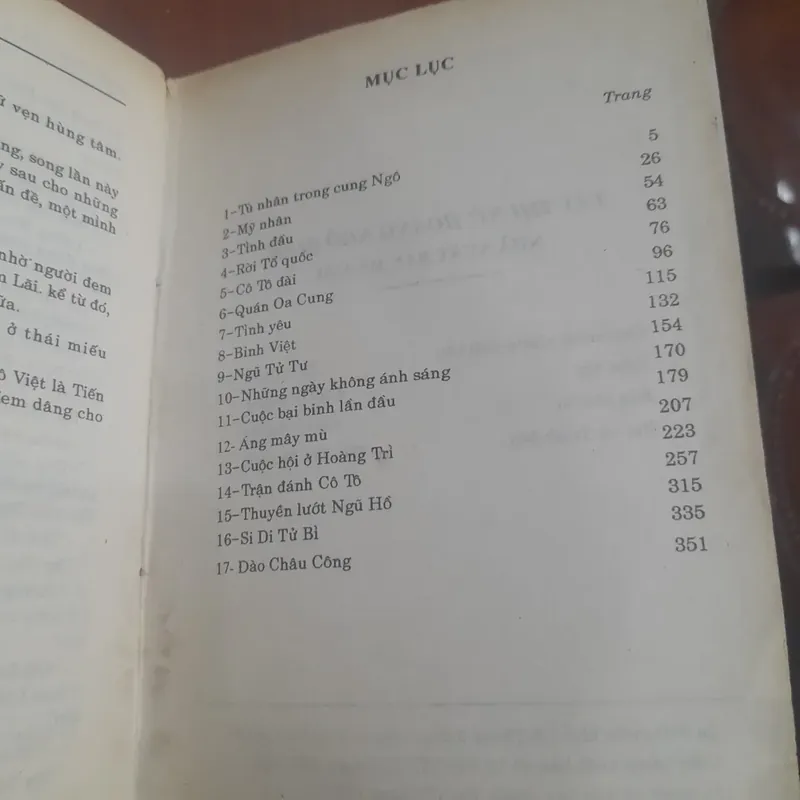 ữ vẹn hùng tâm.
ng, song lần này
y sau cho những
ấn đề, một mình
nhờ người đem
n Lài. kể từ đó,
ữa.
ở thái miếu
ô Việt là Tiến
đem dâng cho
MỤC LỤC
Trang
1-Tù nhân trong cung Ngô 5
2-Mỹ nhân 26
3-Tình đầu 54
4-Rời Tổ quốc 63
5-Cô Tô đài 76
6-Quán Oa Cung 96
7-Tình yêu 115
8-Binh Việt 132
9-Ngũ Tử Tư 154
10-Những ngày không ánh sáng 170
11-Cuộc bại binh lần đầu 179
12- Áng mây mù 207
13-Cuộc hội ở Hoàng Trì 223
14-Trận đánh Cô Tô 257
15-Thuyền lướt Ngũ Hồ 315
16-Si Di Tử Bì 335
17- Dào Châu Công 351